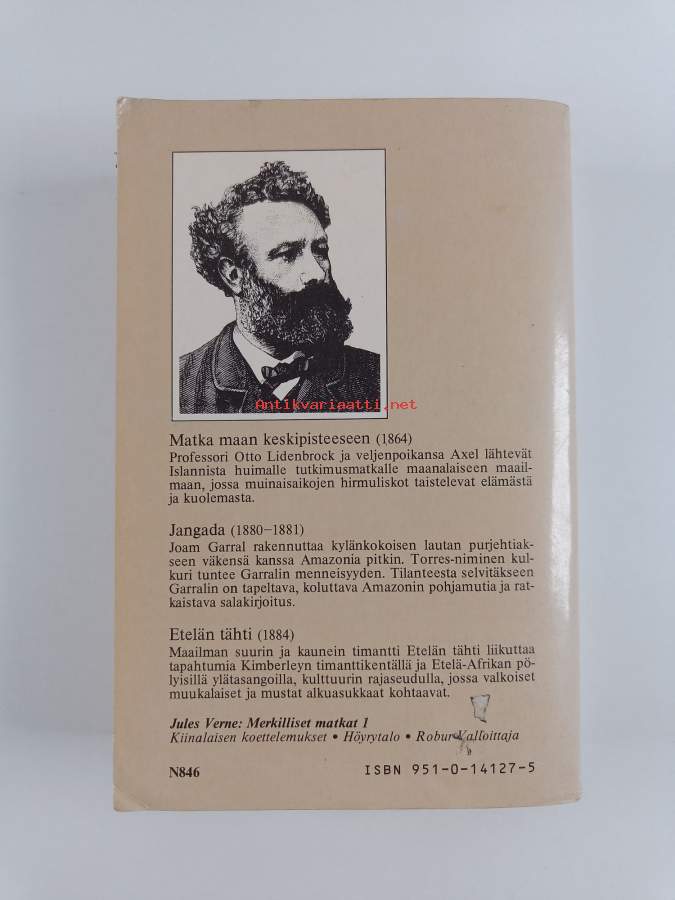 Antikvariaatti.net
Matka maan keskipisteeseen (1864)
Professori Otto Lidenbrock ja veljenpoikansa Axel lähtevät
Islannista huimalle tutkimusmatkalle maanalaiseen maail-
maan, jossa muinaisaikojen hirmuliskot taistelevat elämästä
ja kuolemasta.
Jangada (1880–1881)
Joam Garral rakennuttaa kylänkokoisen lautan purjehtiak-
seen väkensä kanssa Amazonia pitkin. Torres-niminen kul-
kuri tuntee Garralin menneisyyden. Tilanteesta selvitäkseen
Garralin on tapeltava, koluttava Amazonin pohjamutia ja rat-
kaistava salakirjoitus.
Etelän tähti (1884)
Maailman suurin ja kaunein timantti Etelän tähti liikuttaa
tapahtumia Kimberleyn timanttikentällä ja Etelä-Afrikan pö-
lyisillä ylätasangoilla, kulttuurin rajaseudulla, jossa valkoiset
muukalaiset ja mustat alkuasukkaat kohtaavat.
Jules Verne: Merkilliset matkat 1
Kiinalaisen koettelemukset • Höyrytalo • Robur Valloittaja
N846
ISBN 951-0-14127-5